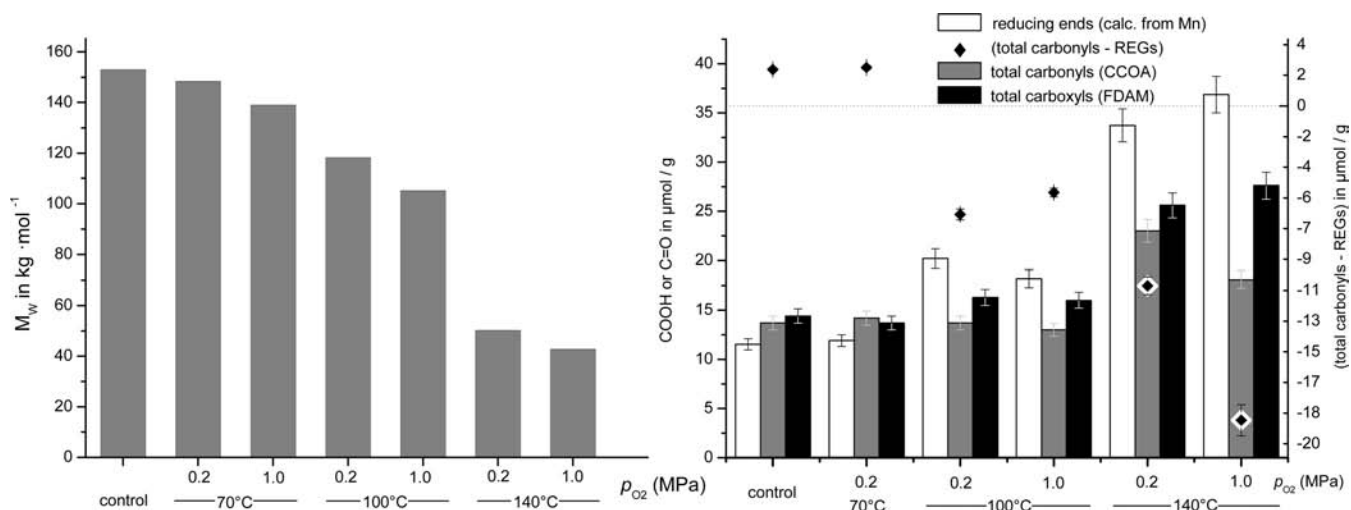 M_W in kg · mol⁻¹
160
140
120
100
80
60
40
20
0
0.2 1.0 0.2 1.0 0.2 1.0
control 70°C 100°C 140°C
p_O2 (MPa)
reducing ends (calc. from Mn)
(total carbonyls - REGs)
total carbonyls (CCOA)
total carboxyls (FDAM)
COOH or C=O in µmol / g
40
35
30
25
20
15
10
5
0
4
2
0
-2
-4
-6
-9
-11
-13
-15
-18
-20
(total carbonyls - REGs) in µmol / g
0.2 0.2 1.0 0.2 1.0 p_O2 (MPa)
control 70°C 100°C 140°C